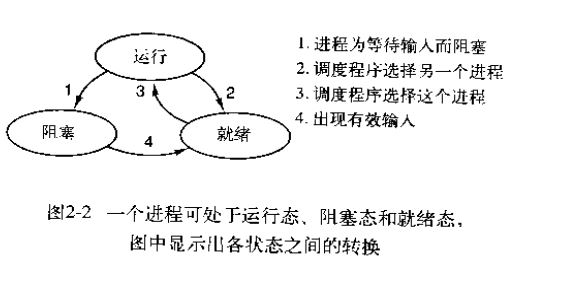 运行
1
3
2
阻塞
4
就绪
1. 进程为等待输入而阻塞
2. 调度程序选择另一个进程
3. 调度程序选择这个进程
4. 出现有效输入
图2-2 一个进程可处于运行态、阻塞态和就绪态，
图中显示出各状态之间的转换